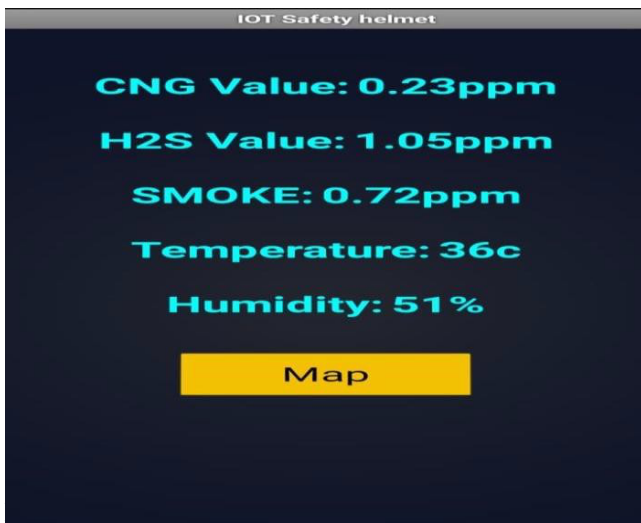 IOT Safety helmet
CNG Value: 0.23ppm
H2S Value: 1.05ppm
SMOKE: 0.72ppm
Temperature: 36c
Humidity: 51%
Map